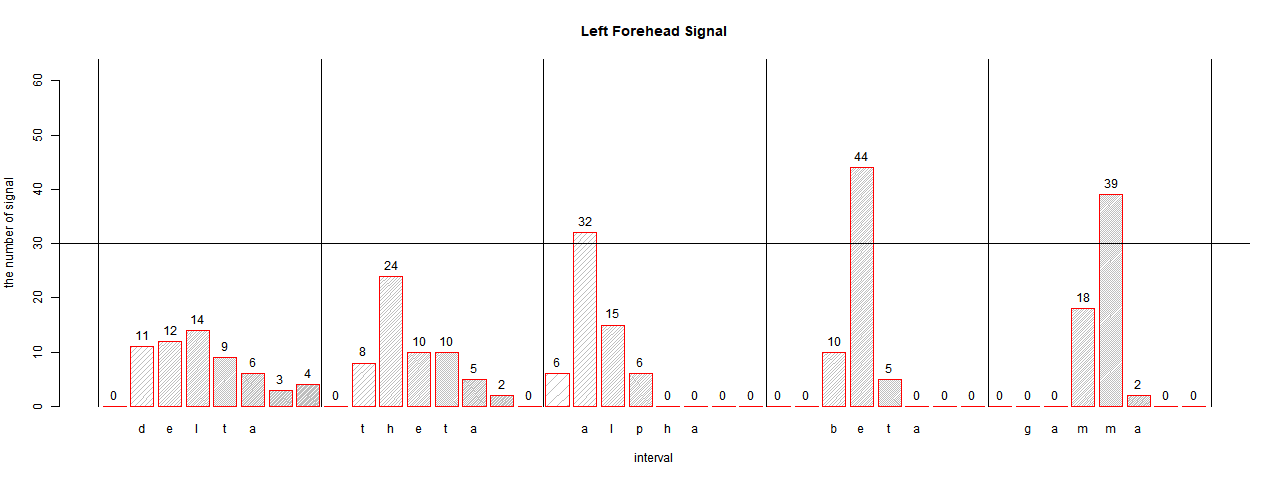 Left Forehead Signal
the number of signal
60
50
40
30
20
10
0
0 11 12 14 9 6 3 4 0 8 24 10 10 5 2 0 6 32 15 6 0 0 0 0 0 0 10 44 5 0 0 0 0 0 0 18 39 2 0 0
d e l t a t h e t a a l p h a b e t a g a m m a
interval